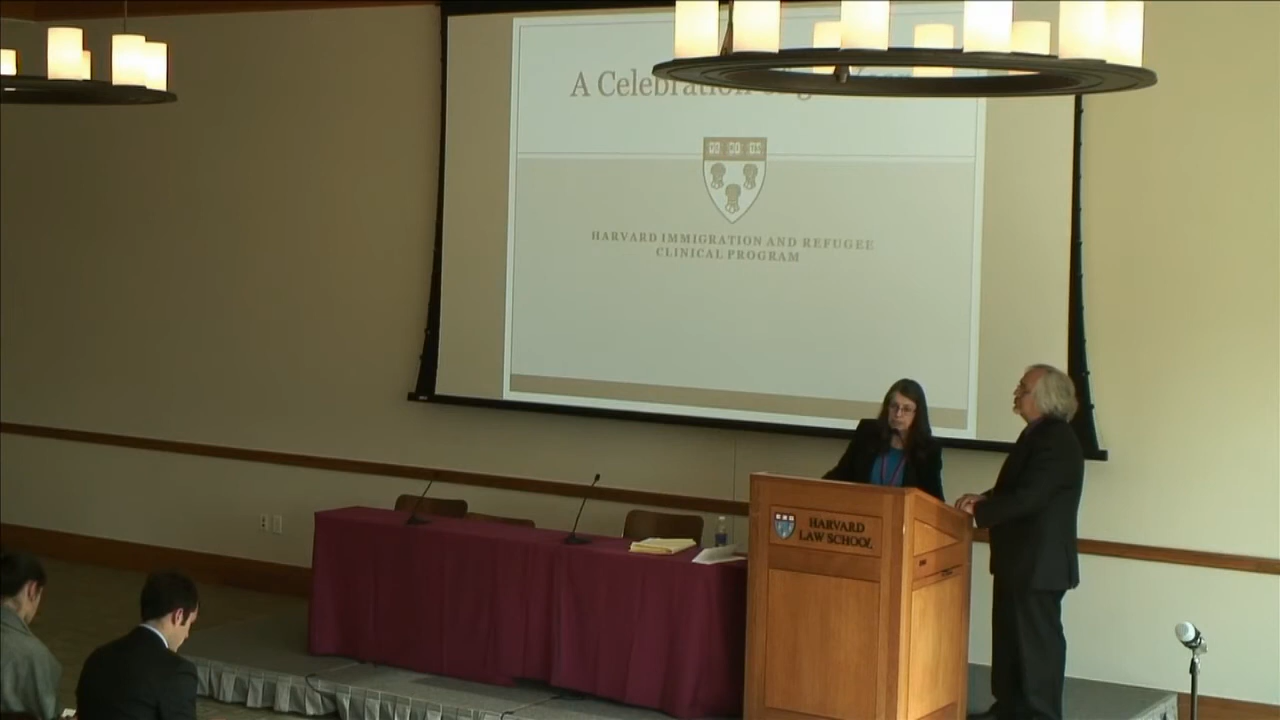 A Celebration
HARVARD IMMIGRATION AND REFUGEE
CLINICAL PROGRAM
HARVARD
LAW SCHOOL